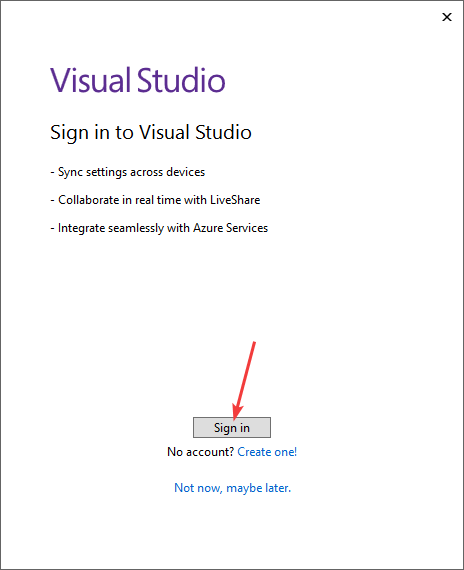 Visual Studio
Sign in to Visual Studio
- Sync settings across devices
- Collaborate in real time with LiveShare
- Integrate seamlessly with Azure Services
Sign in
No account? Create one!
Not now, maybe later.